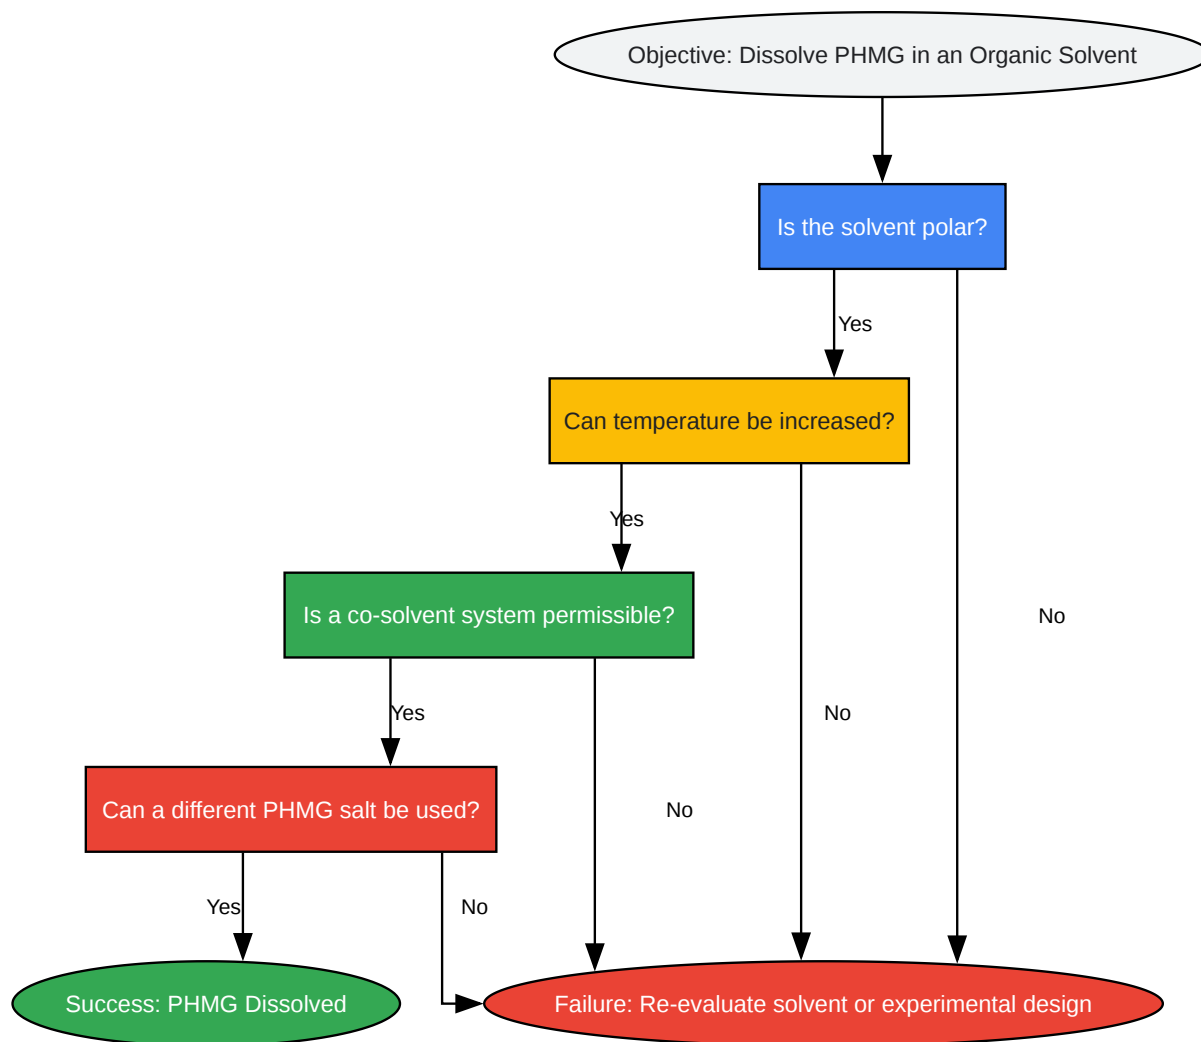 Objective: Dissolve PHMG in an Organic Solvent
Is the solvent polar?
Yes
Can temperature be increased?
Yes
Is a co-solvent system permissible?
No
Yes
No
Can a different PHMG salt be used?
No
Yes
No
Success: PHMG Dissolved
Failure: Re-evaluate solvent or experimental design